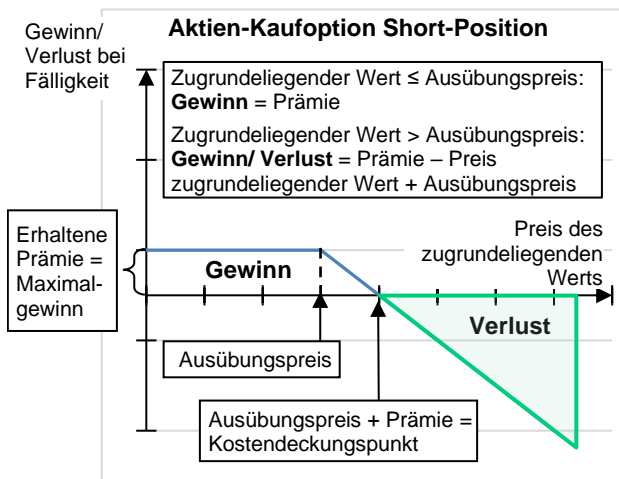 Gewinn/
Verlust bei
Fälligkeit
Aktien-Kaufoption Short-Position
Zugrundeliegender Wert ≤ Ausübungspreis:
Gewinn = Prämie
Zugrundeliegender Wert > Ausübungspreis:
Gewinn/ Verlust = Prämie – Preis
zugrundeliegender Wert + Ausübungspreis
Erhaltene
Prämie =
Maximal-
gewinn
Gewinn
Preis des
zugrundeliegenden
Werts
Verlust
Ausübungspreis
Ausübungspreis + Prämie =
Kostendeckungspunkt